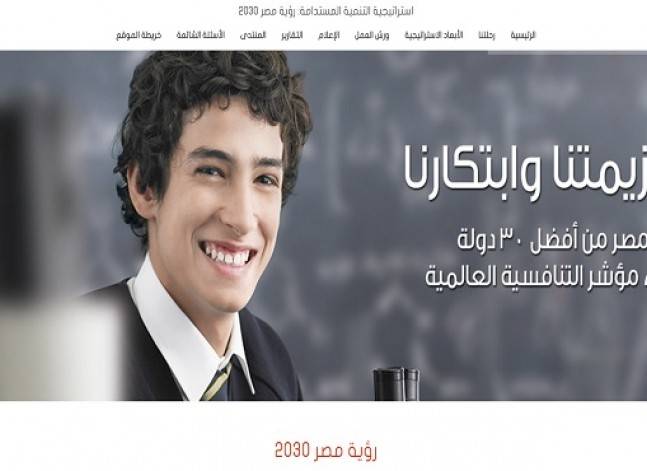 استراتيجية التنمية المستدامة: رؤية مصر 2030
الرئيسية رحلتنا الأبعاد الاستراتيجية ورش العمل الإعلام التقارير المنتدى الأسئلة الشائعة خريطة الموقع
وابتكارنا
مصر من أفضل ٣٠ دولة
مؤشر التنافسية العالمية
رؤية مصر 2030